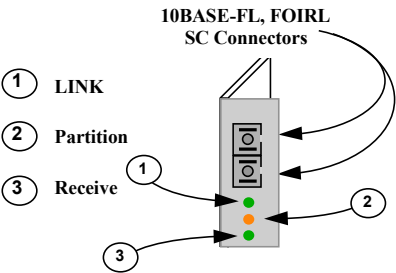 10BASE-FL, FOIRL
SC Connectors
1 LINK
2 Partition
3 Receive
1
2
3